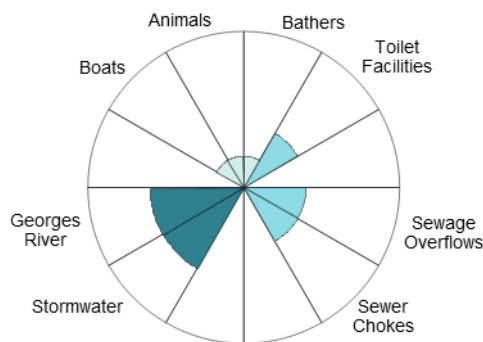 Animals
Bathers
Boats
Toilet
Facilities
Georges
River
Sewage
Overflows
Stormwater
Sewer
Chokes